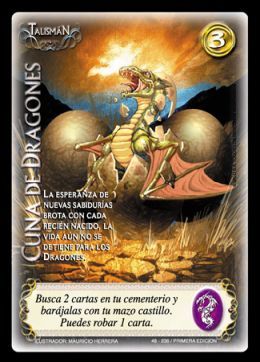 TALISMÁN
3
CUNA DE DRAGONES
LA ESPERANZA DE
NUEVAS SABIDURÍAS
BROTA CON CADA
RECIÉN NACIDO. LA
VIDA AUN NO SE
DETIENE PARA LOS
DRAGONES.
Busca 2 cartas en tu cementerio y
barájalas con tu mazo castillo.
Puedes robar 1 carta.
ILUSTRADOR: MAURICIO HERRERA
/ PRIMERA EDICION